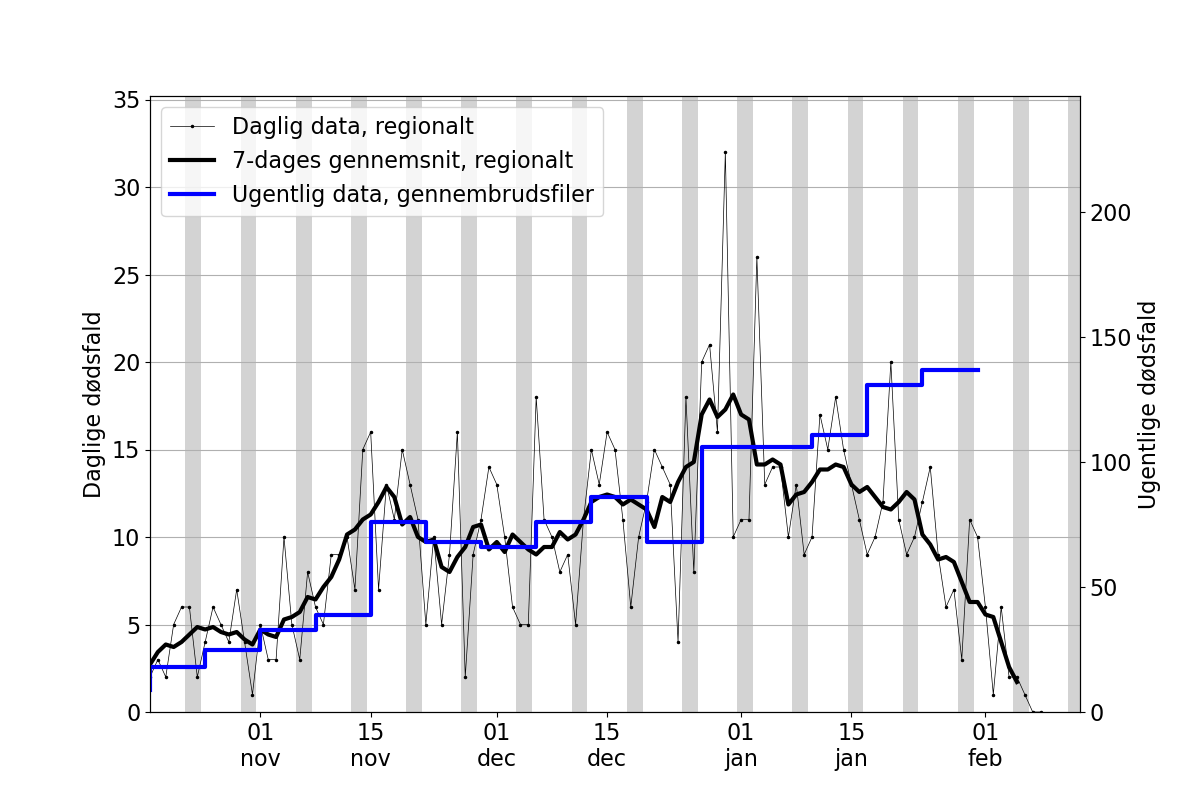 Daglig data, regionalt
7-dages gennemsnit, regionalt
Ugentlig data, gennembrudsfiler
Daglige dødsfald
35
30
25
20
15
10
5
0
200
150
100
50
0
Ugentlige dødsfald
01 15 01 15 01 15 01
nov nov dec dec jan jan feb